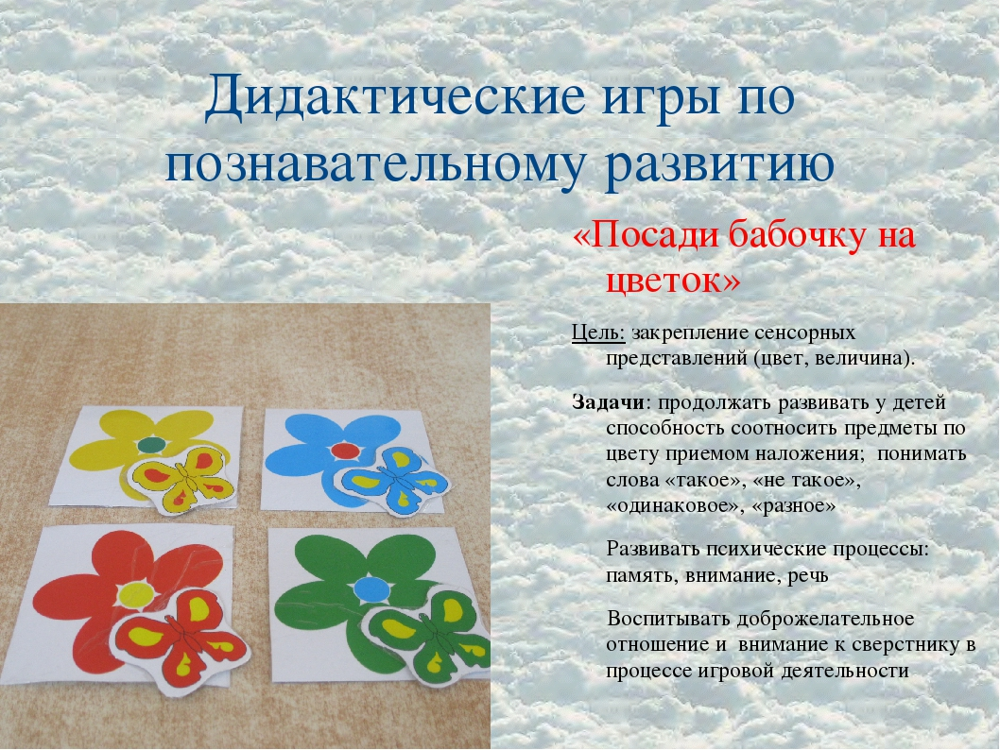 Дидактические игры по
познавательному развитию
«Посади бабочку на
цветок»
Цель: закрепление сенсорных
представлений (цвет, величина).
Задачи: продолжать развивать у детей
способность соотносить предметы по
цвету приемом наложения;  понимать
слова «такое», «не такое»,
«одинаковое», «разное»
Развивать психические процессы:
память, внимание, речь
Воспитывать доброжелательное
отношение и  внимание к сверстнику в
процессе игровой деятельности